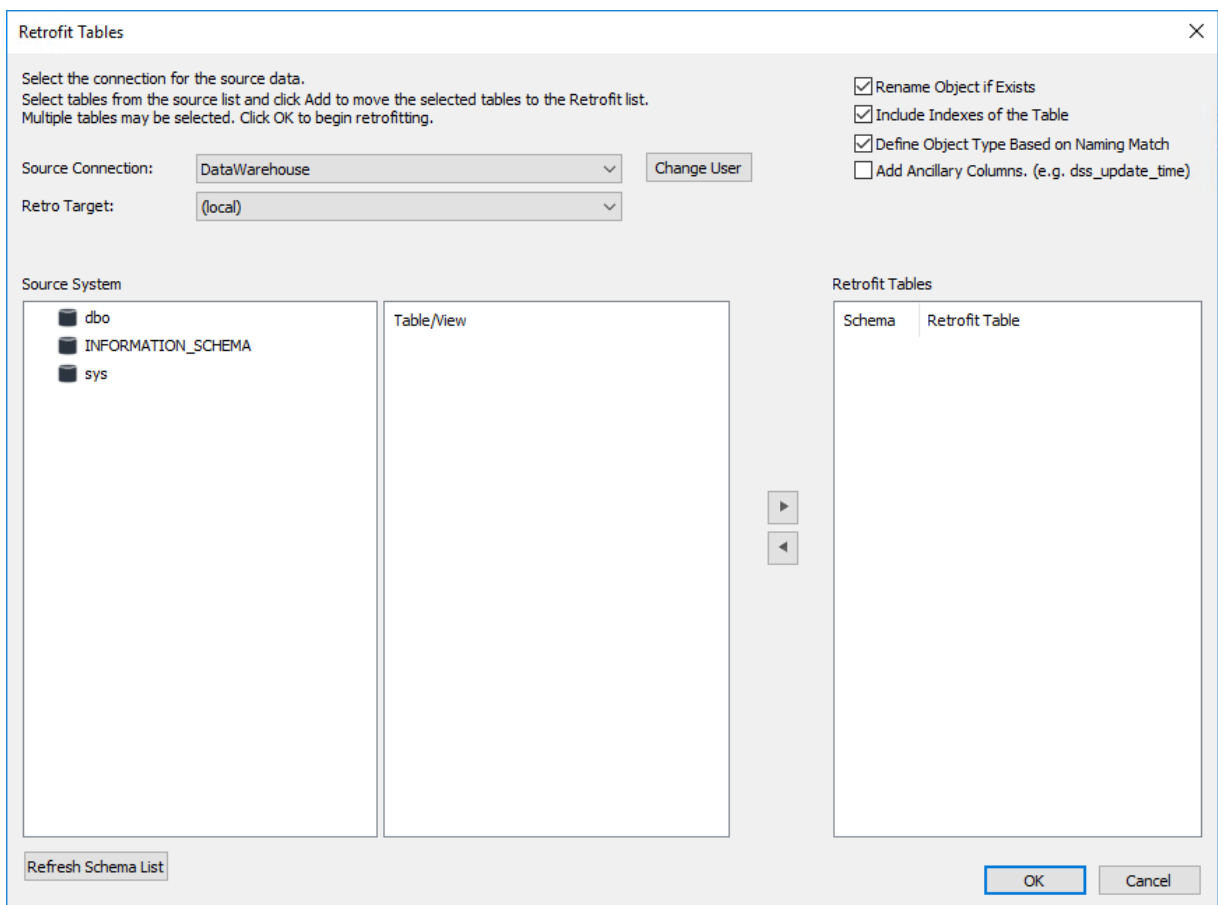 Retrofit Tables
Select the connection for the source data.
Select tables from the source list and click Add to move the selected tables to the Retrofit list.
Multiple tables may be selected. Click OK to begin retrofitting.
Rename Object if Exists
Include Indexes of the Table
Define Object Type Based on Naming Match
Add Ancillary Columns. (e.g. dss_update_time)
Source Connection:
DataWarehouse
Change User
Retro Target:
(local)
Source System
Retrofit Tables
dbo
INFORMATION_SCHEMA
sys
Table/View
Schema Retrofit Table
Refresh Schema List
OK
Cancel